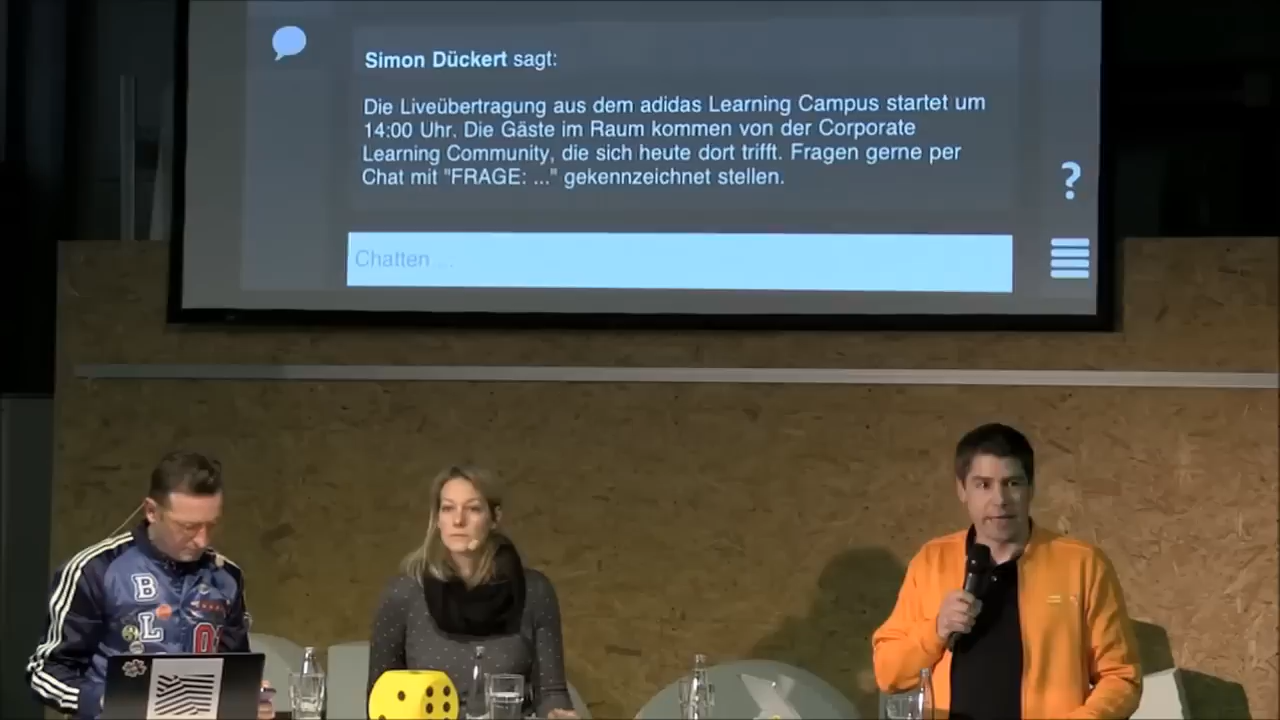 Simon Dückert sagt:
Die Liveübertragung aus dem adidas Learning Campus startet um
14:00 Uhr. Die Gäste im Raum kommen von der Corporate
Learning Community, die sich heute dort trifft. Fragen gerne per
Chat mit "FRAGE: ..." gekennzeichnet stellen.
?
Chatten ...
B
L